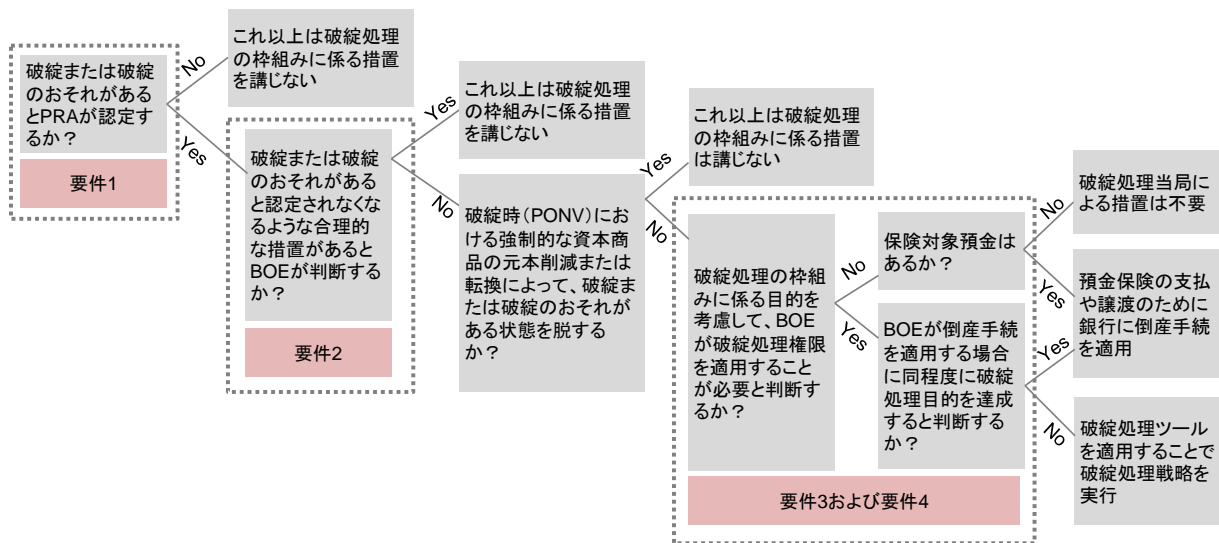 破綻または破綻
のおそれがある
とPRAが認定す
るか？
要件1
No
Yes
これ以上は破綻処理
の枠組みに係る措置
を講じない
破綻または破綻
のおそれがある
と認定されなくな
るような合理的
な措置があると
BOEが判断する
か？
要件2
Yes
No
これ以上は破綻処理
の枠組みに係る措置
を講じない
破綻時（PONV）にお
ける強制的な資本商
品の元本削減または
転換によって、破綻ま
たは破綻のおそれが
ある状態を脱する
か？
Yes
No
これ以上は破綻処理
の枠組みに係る措置
は講じない
破綻処理の枠組
みに係る目的を
考慮して、BOE
が破綻処理権限
を適用すること
が必要と判断す
るか？
No
Yes
保険対象預金は
あるか？
BOEが倒産手続
を適用する場合
に同程度に破綻
処理目的を達成
すると判断する
か？
要件3および要件4
No
Yes
Yes
No
破綻処理当局に
よる措置は不要
預金保険の支払
や譲渡のために
銀行に倒産手続
を適用
破綻処理ツール
を適用することで
破綻処理戦略を
実行